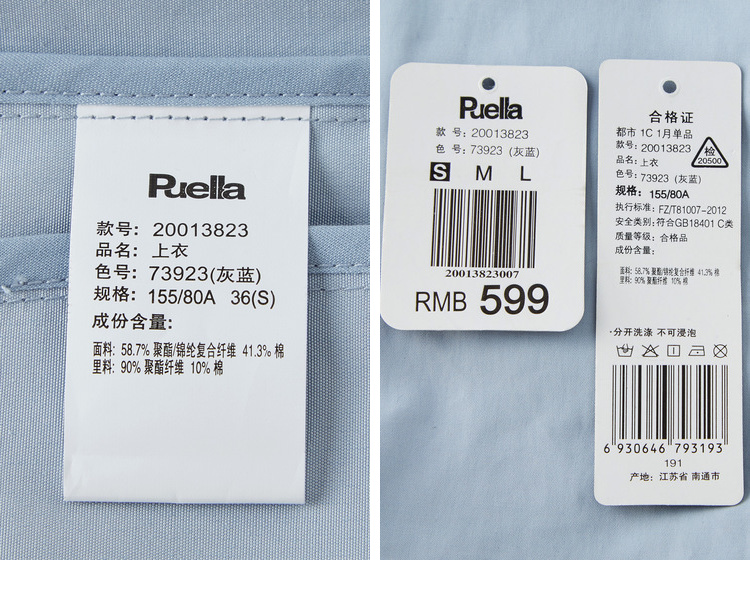 Puella
款号: 20013823
品名: 上衣
色号: 73923(灰蓝)
规格: 155/80A 36(S)
成份含量:
面料: 58.7% 聚酯/锦纶复合纤维 41.3% 棉
里料: 90% 聚酯纤维 10% 棉
Puella
款 号: 20013823
色 号: 73923 (灰蓝)
S M L
20013823007
RMB 599
合格证
都市 1C 1月单品
款号: 20013823
品名: 上衣
色号: 73923 (灰蓝)
规格: 155/80A
执行标准: FZ/T81007-2012
安全类别: 符合GB18401 C类
质量等级: 合格品
成份含量:
检
20500
面料: 58.7% 聚酯/锦纶复合纤维 41.3% 棉
里料: 90% 聚酯纤维 10% 棉
·分开洗涤 不可浸泡
6 930646 793193
191
产地: 江苏省 南通市